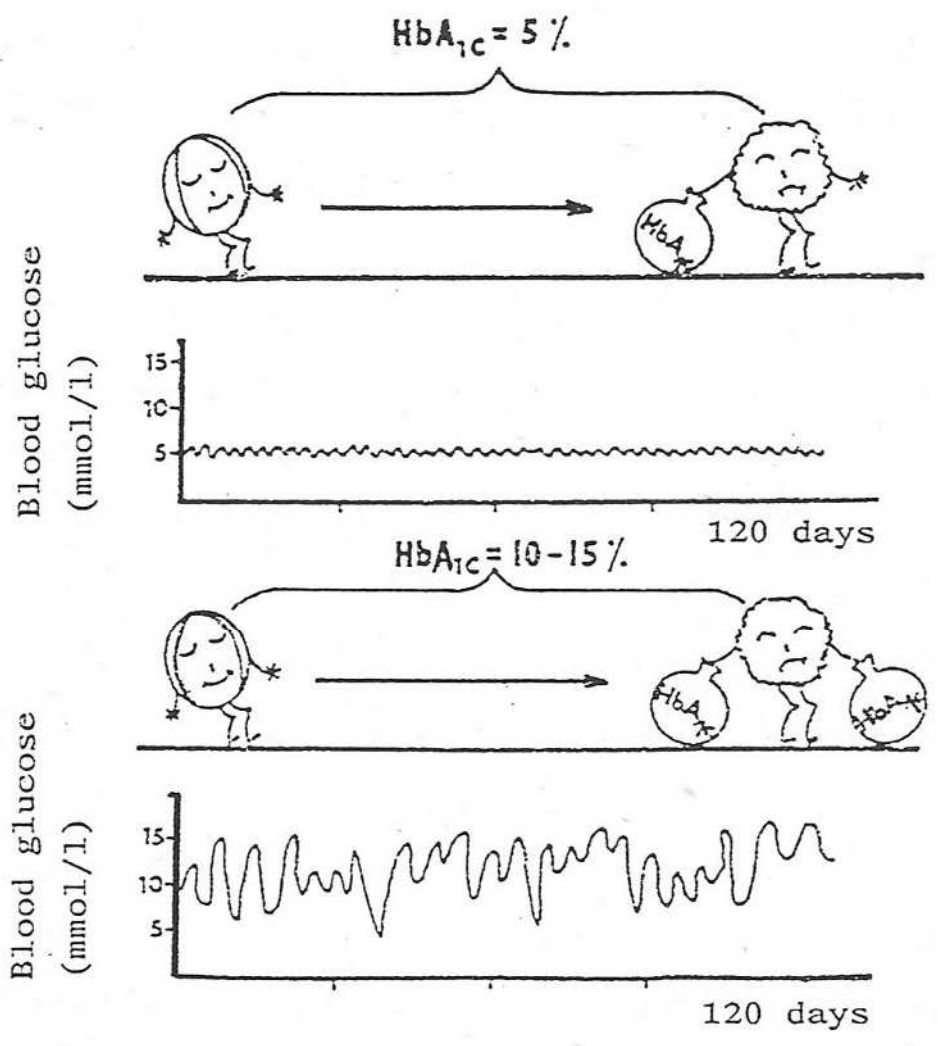 HbA1C = 5 %
HbA
Blood glucose
(mmol/l)
15
10
5
120 days
HbA1C = 10-15 %
HbA
HbA
Blood glucose
(mmol/l)
15
10
5
120 days